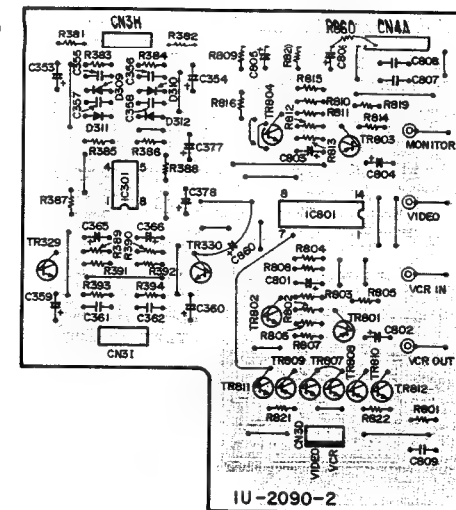 CN3H
R860
CN4A
R381
R382
C353
C355
R383
C356
R384
C354
D309
D310
C357
C358
D311
D312
R385
R386
R388
C377
4
5
IC301
1
8
R387
C378
C365
C366
R389
R390
TR329
TR330
R391
R392
C860
R393
R394
C359
C361
C362
C360
CN3I
R809
C805
C808
C807
R816
TR804
R815
R810
R811
R812
R813
R819
R814
TR803
C803
C804
MONITOR
8
14
IC801
7
1
VIDEO
R804
R808
C801
R803
R805
VCR IN
TR802
TR801
C802
R807
VCR OUT
TR809
TR807
TR808
TR810
TR811
TR812
R821
R822
R801
CN3D
VIDEO
VCR
C809
1U-2090-2